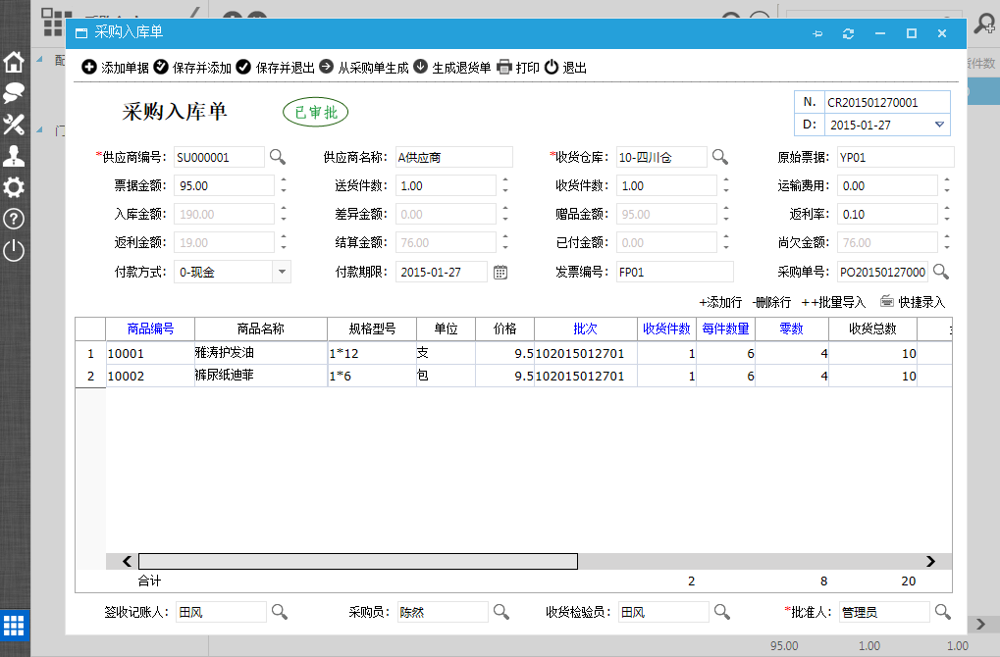 采购入库单
添加单据 保存并添加 保存并退出 从采购单生成 生成退货单 打印 退出
配
件数
采购入库单 已审批 N. CR201501270001
D: 2015-01-27
门
*供应商编号: SU000001 供应商名称: A供应商 *收货仓库: 10-四川仓 原始票据: YP01
票据金额: 95.00 送货件数: 1.00 收货件数: 1.00 运输费用: 0.00
入库金额: 190.00 差异金额: 0.00 赠品金额: 95.00 返利率: 0.10
返利金额: 19.00 结算金额: 76.00 已付金额: 0.00 尚欠金额: 76.00
付款方式: 0-现金 付款期限: 2015-01-27 发票编号: FP01 采购单号: PO20150127000
+添加行 -删除行 ++批量导入 快捷录入
商品编号 商品名称 规格型号 单位 价格 批次 收货件数 每件数量 零数 收货总数
1 10001 雅涛护发油 1*12 支 9.5 102015012701 1 6 4 10
2 10002 裤尿纸迪菲 1*6 包 9.5 102015012701 1 6 4 10
合计 2 8 20
签收记账人: 田风 采购员: 陈然 收货检验员: 田风 *批准人: 管理员
95.00 1.00 1.00